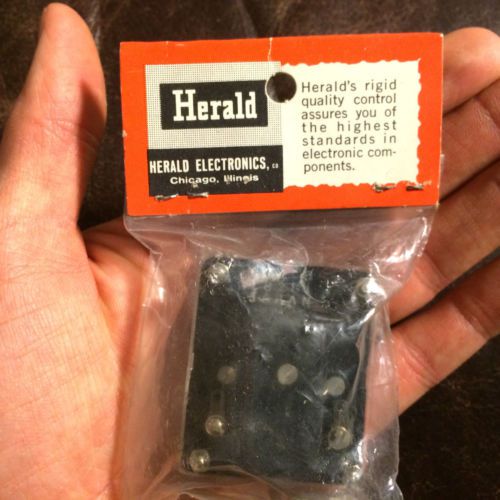 Herald
HERALD ELECTRONICS, CO
Chicago, Illinois
Herald's rigid
quality control
assures you of
the highest
standards in
electronic com-
ponents.